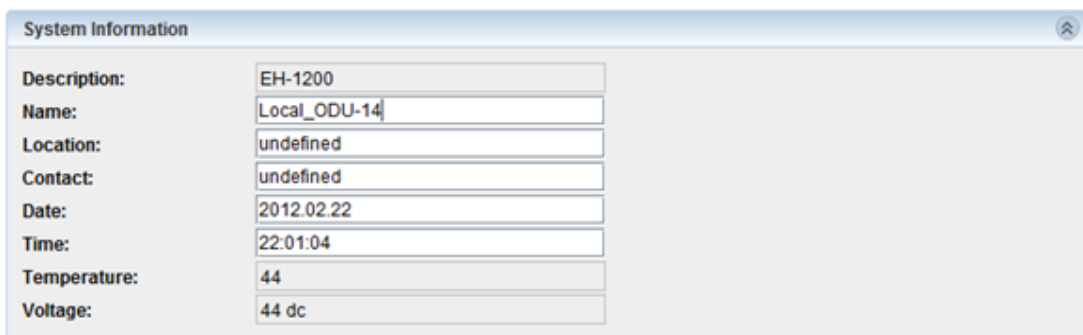 System Information
Description: EH-1200
Name: Local_ODU-14
Location: undefined
Contact: undefined
Date: 2012.02.22
Time: 22:01:04
Temperature: 44
Voltage: 44 dc